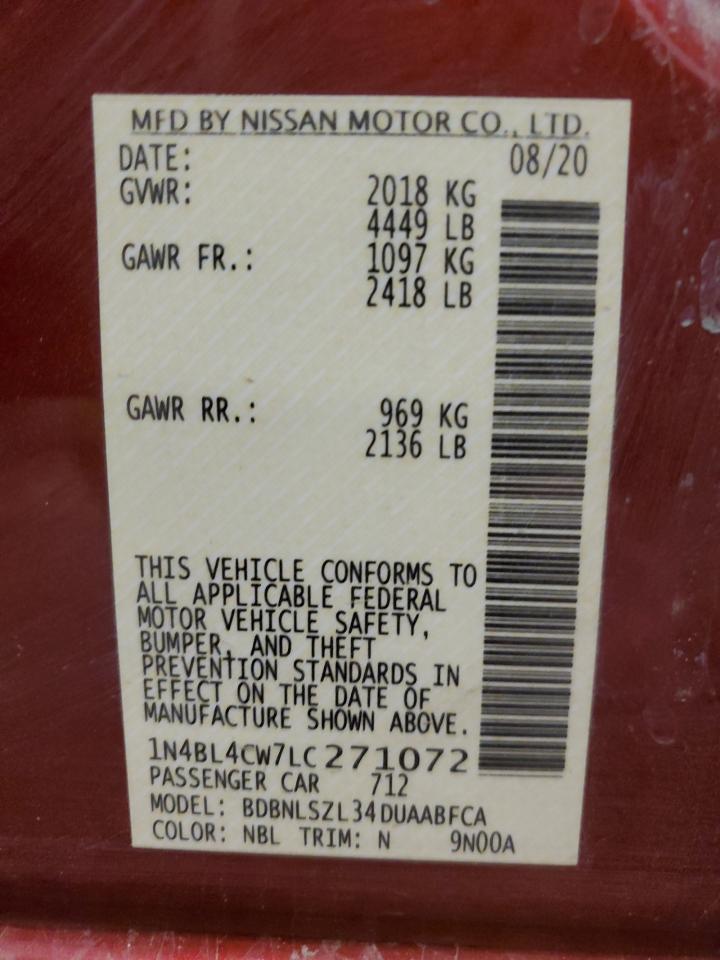 MFD BY NISSAN MOTOR CO., LTD.
DATE: 08/20
GVWR: 2018 KG
4449 LB
GAWR FR.: 1097 KG
2418 LB
GAWR RR.: 969 KG
2136 LB
THIS VEHICLE CONFORMS TO
ALL APPLICABLE FEDERAL
MOTOR VEHICLE SAFETY,
BUMPER, AND THEFT
PREVENTION STANDARDS IN
EFFECT ON THE DATE OF
MANUFACTURE SHOWN ABOVE.
1N4BL4CW7LC271072
PASSENGER CAR 712
MODEL: BDBNLSZL34DUAABFCA
COLOR: NBL TRIM: N 9N00A